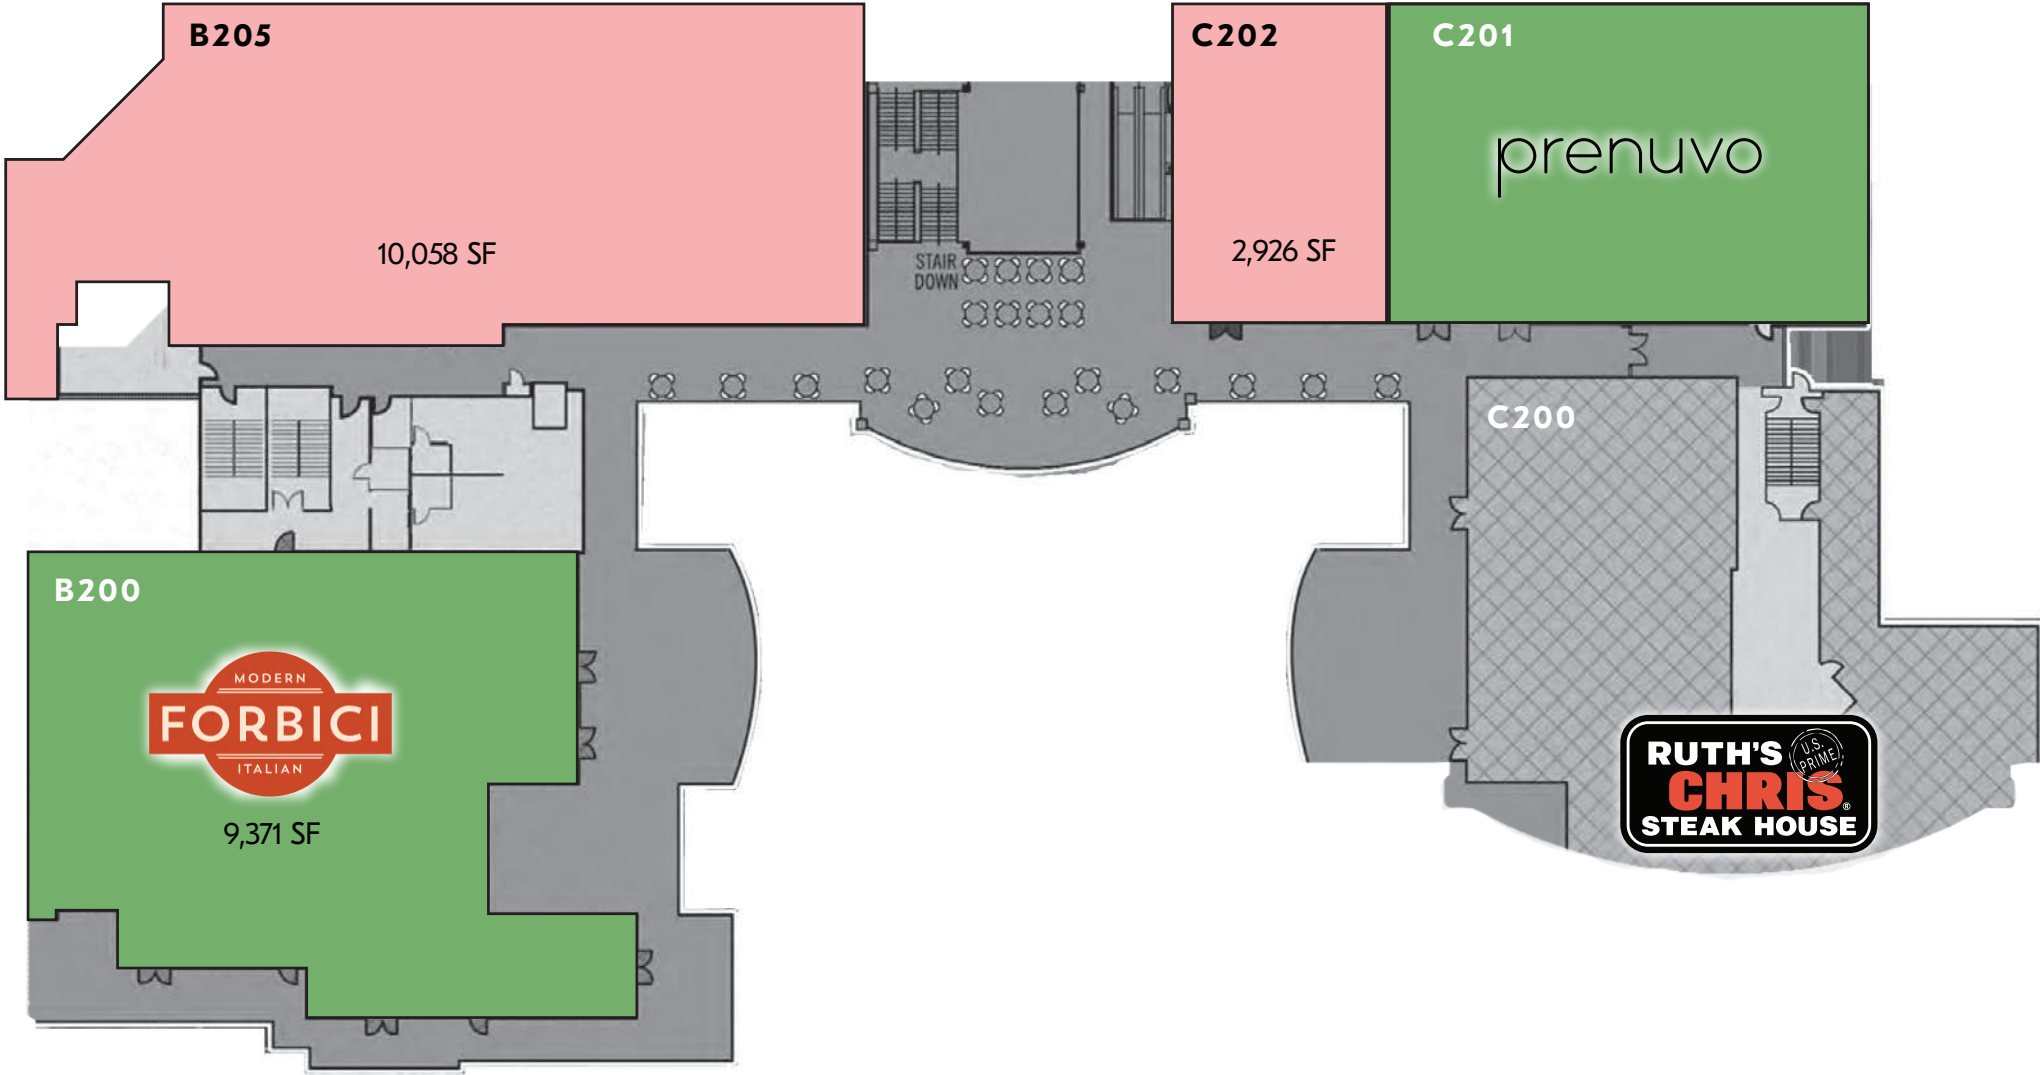 B205
C202
C201
prenuvo
10,058 SF
2,926 SF
STAIR
DOWN
C200
B200
MODERN
FORBICI
ITALIAN
9,371 SF
RUTH'S
U.S.
PRIME
CHRIS®
STEAK HOUSE